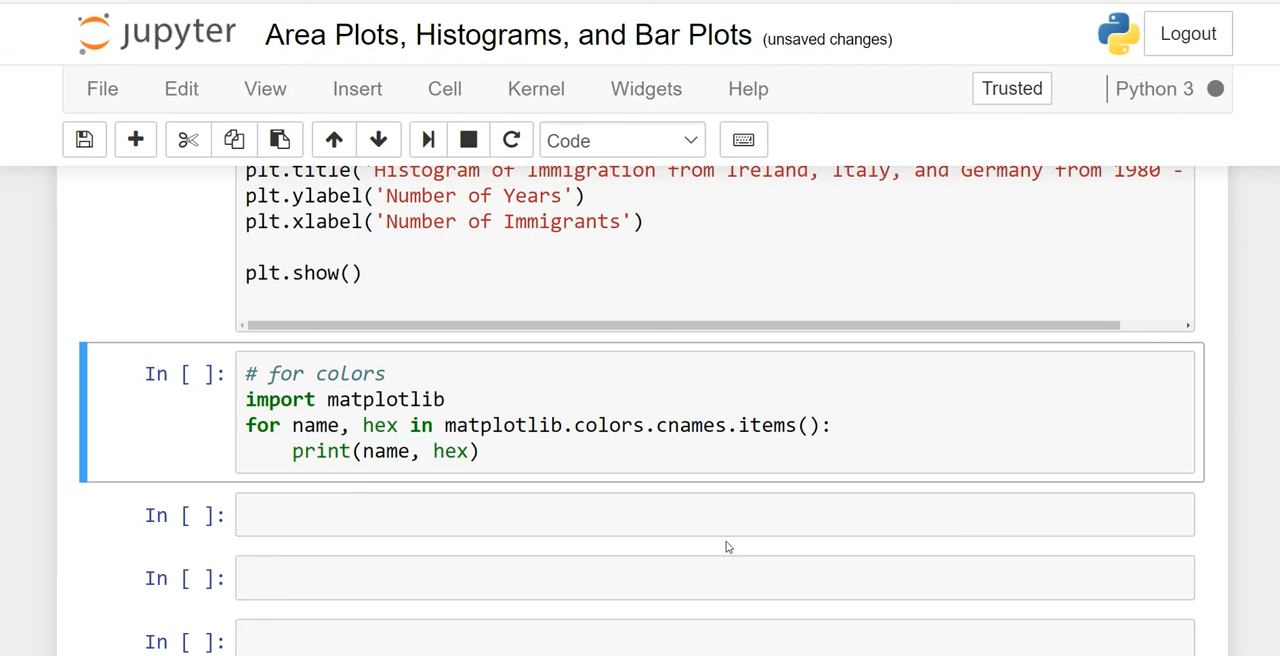 jupyter Area Plots, Histograms, and Bar Plots (unsaved changes) Logout
File Edit View Insert Cell Kernel Widgets Help Trusted Python 3
Code
plt.title('Histogram of Immigration from Ireland, Italy, and Germany from 1980 -
plt.ylabel('Number of Years')
plt.xlabel('Number of Immigrants')
plt.show()
In [ ]: # for colors
import matplotlib
for name, hex in matplotlib.colors.cnames.items():
    print(name, hex)
In [ ]:
In [ ]:
In [ ]: